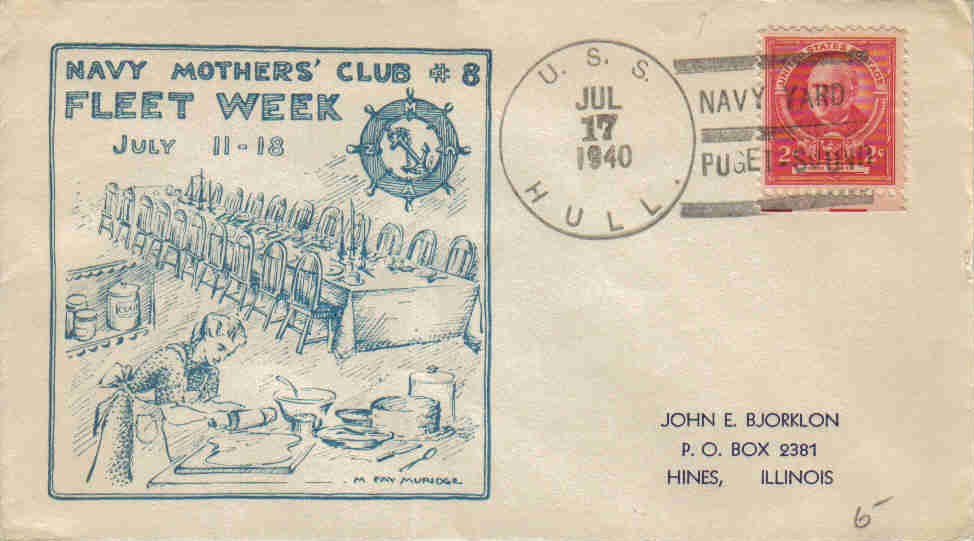 NAVY MOTHERS' CLUB # 8
FLEET WEEK
JULY 11-18
N M C A
M. FAY MURIDGE
U. S. S. HULL.
JUL
17
1940
NAVY YARD
PUGET SOUND
UNITED STATES POSTAGE
2¢ 2¢
JOHN E. BJORKLON
P. O. BOX 2381
HINES, ILLINOIS
6